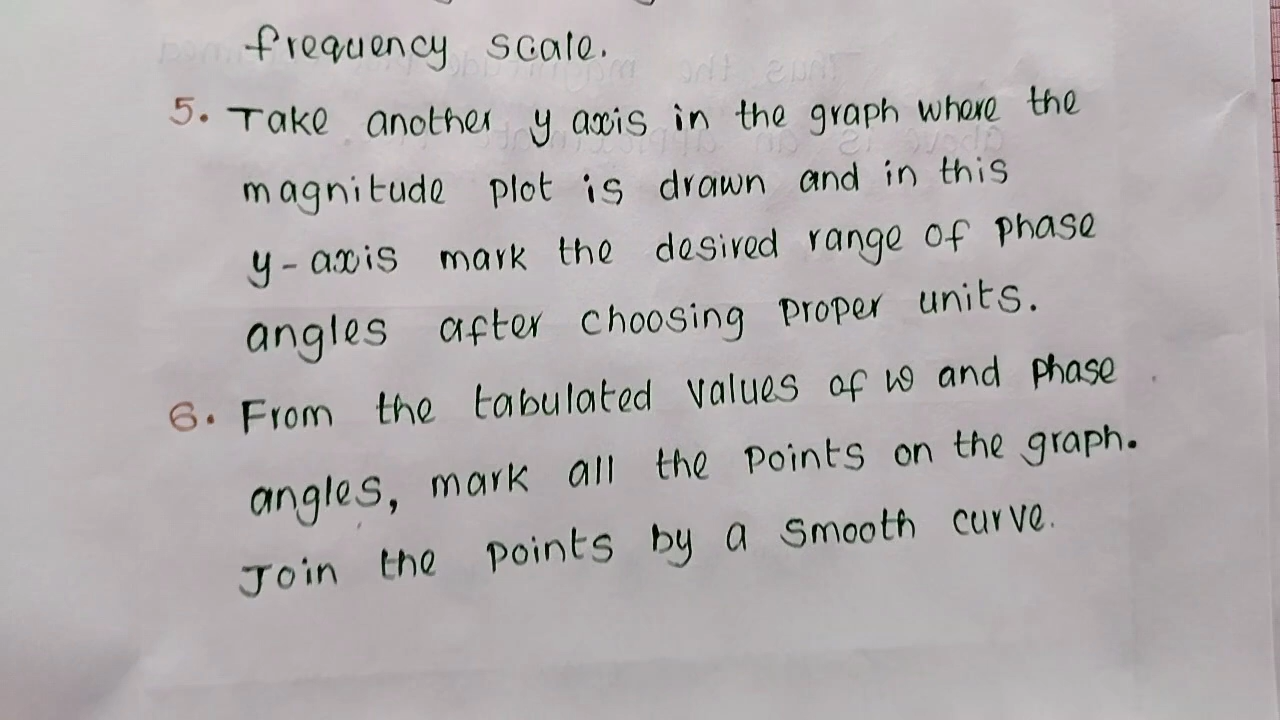 frequency scale.
5. Take another y axis in the graph where the
magnitude plot is drawn and in this
y-axis mark the desired range of phase
angles after choosing proper units.
6. From the tabulated values of ω and phase
angles, mark all the points on the graph.
Join the points by a smooth curve.